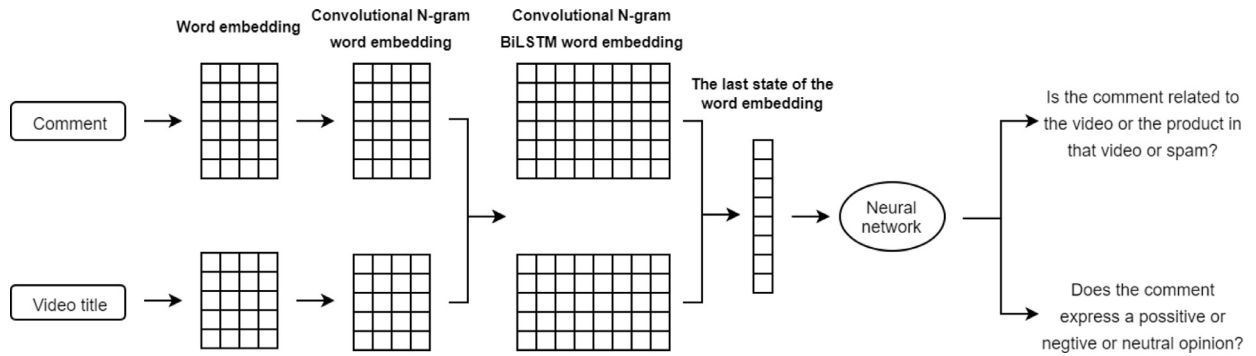 Word embedding
Convolutional N-gram
word embedding
Convolutional N-gram
BiLSTM word embedding
The last state of the
word embedding
Comment
Is the comment related to
the video or the product in
that video or spam?
Neural
network
Video title
Does the comment
express a possitive or
negtive or neutral opinion?